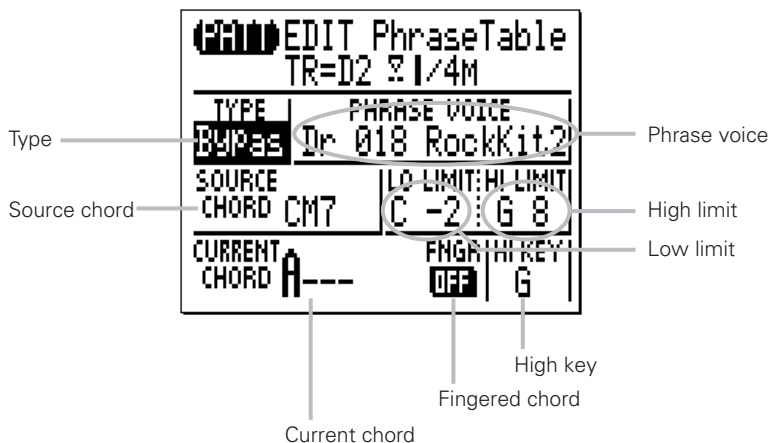 PATT EDIT PhraseTable
TR=D2 1/4M
TYPE PHRASE VOICE
Type BYPas Dr 018 RockKit2 Phrase voice
SOURCE LO LIMIT HI LIMIT
Source chord CHORD CM7 C -2 G 8 High limit
Low limit
CURRENT FNGR HI KEY
CHORD A--- OFF G
High key
Fingered chord
Current chord